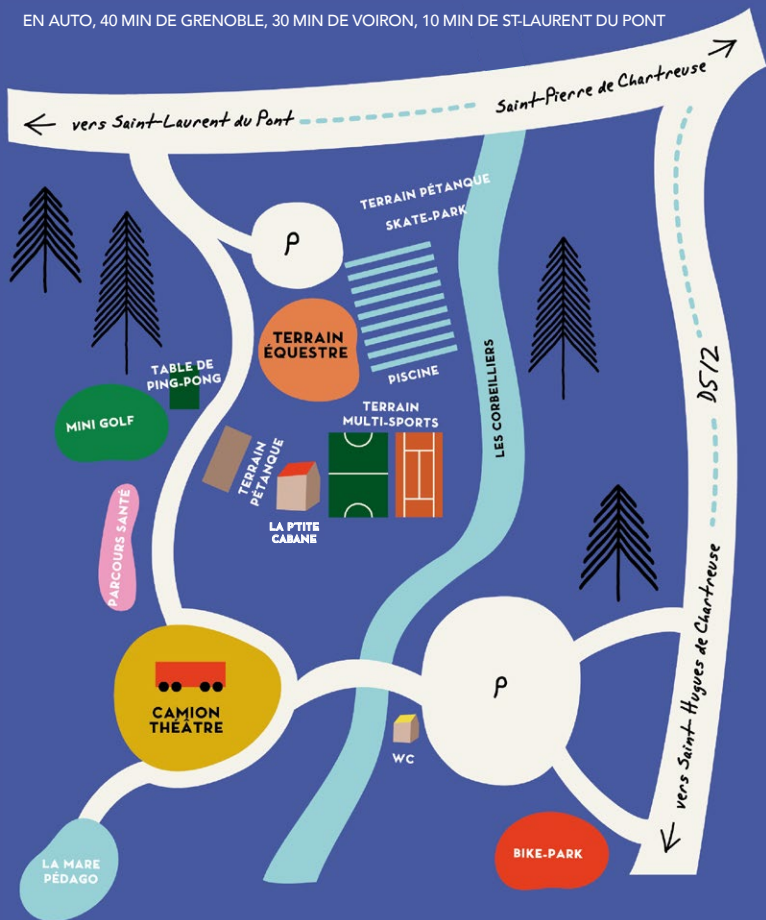 EN AUTO, 40 MIN DE GRENOBLE, 30 MIN DE VOIRON, 10 MIN DE ST-LAURENT DU PONT
Saint-Pierre de Chartreuse
vers Saint-Laurent du Pont
TERRAIN PÉTANQUE
SKATE-PARK
P
TERRAIN
ÉQUESTRE
PISCINE
TABLE DE
PING-PONG
MINI GOLF
TERRAIN
MULTI-SPORTS
LES CORBEILLIERS
D512
TERRAIN
PÉTANQUE
LA P'TITE
CABANE
PARCOURS SANTÉ
CAMION
THÉÂTRE
P
WC
vers Saint-Hugues de Chartreuse
BIKE-PARK
LA MARE
PÉDAGO